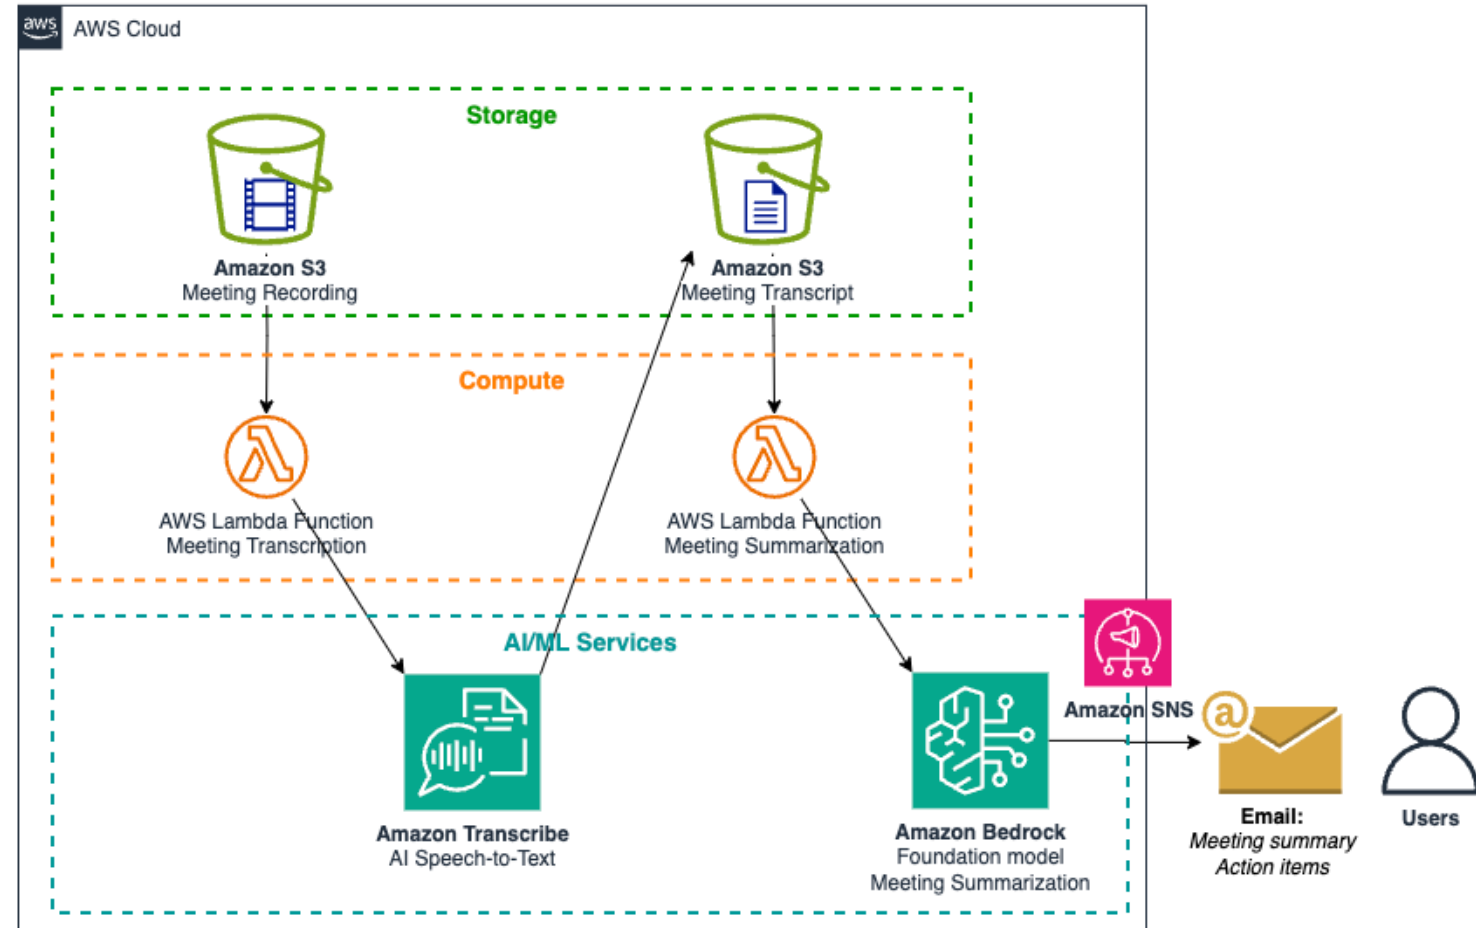 aws
AWS Cloud
Storage
Amazon S3
Meeting Recording
Amazon S3
Meeting Transcript
Compute
AWS Lambda Function
Meeting Transcription
AWS Lambda Function
Meeting Summarization
AI/ML Services
Amazon SNS
@
Amazon Transcribe
AI Speech-to-Text
Amazon Bedrock
Foundation model
Meeting Summarization
Email:
Meeting summary
Action items
Users